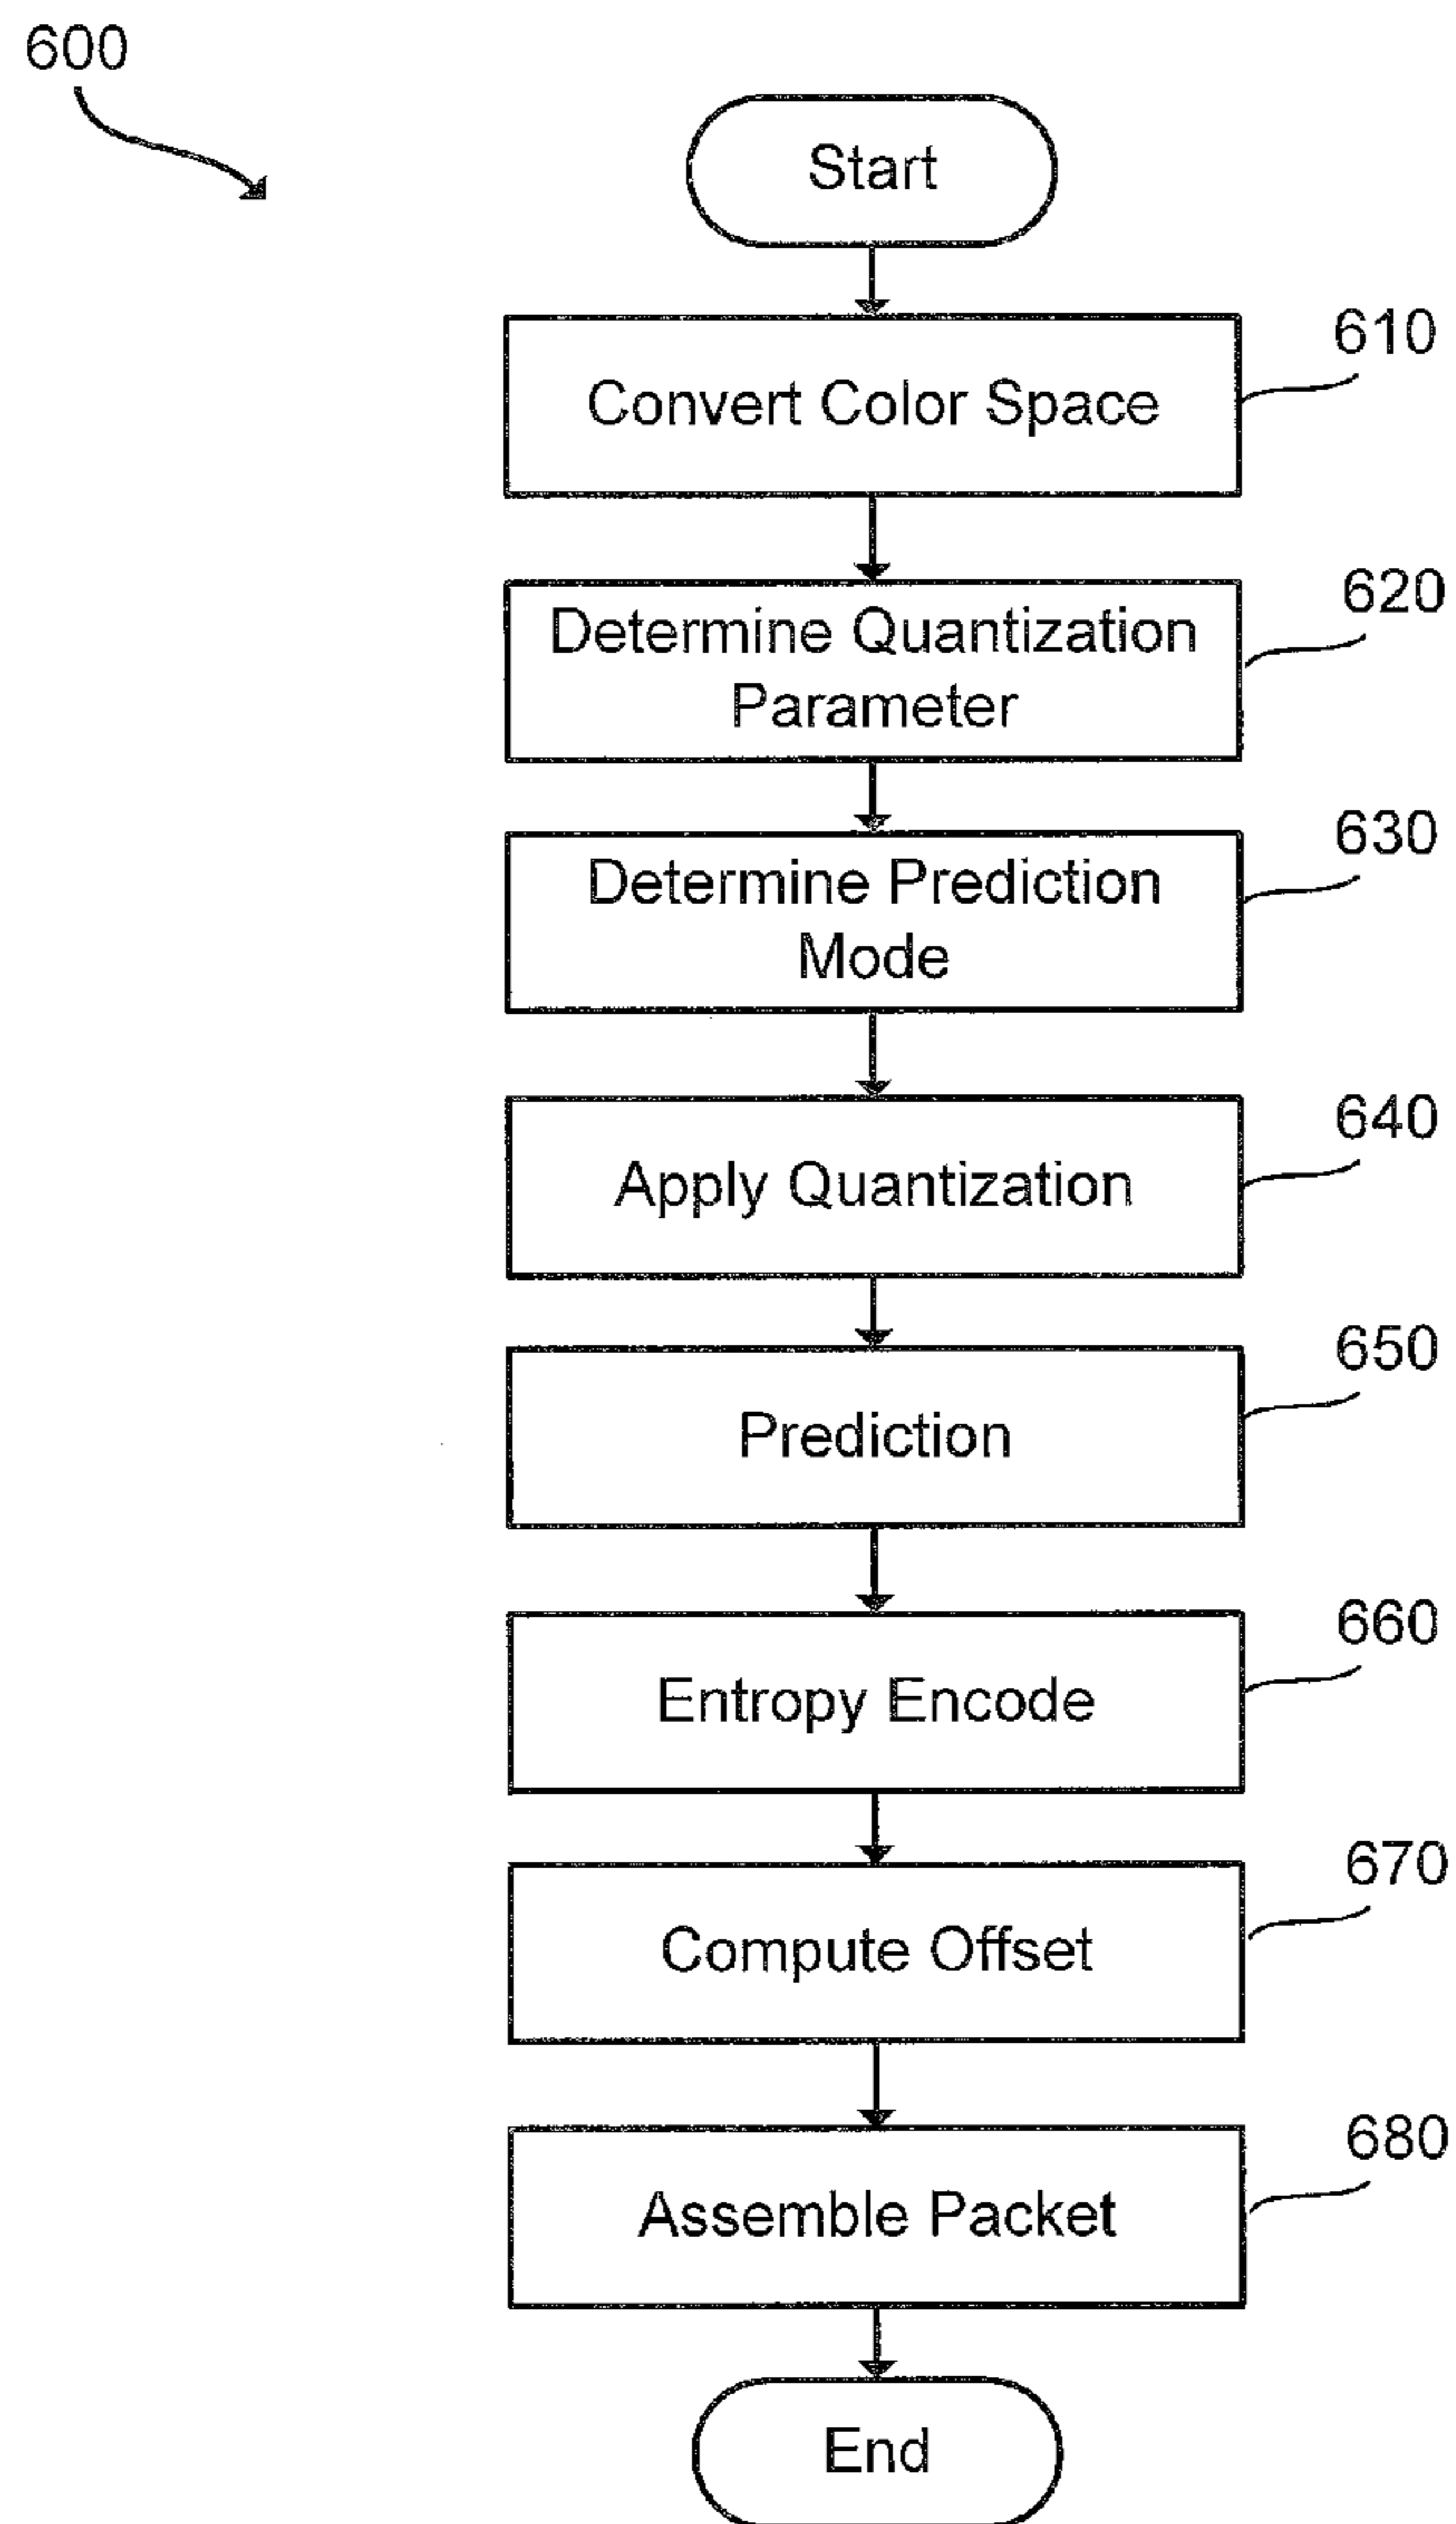 600
Start
610
Convert Color Space
620
Determine Quantization
Parameter
630
Determine Prediction
Mode
640
Apply Quantization
650
Prediction
660
Entropy Encode
670
Compute Offset
680
Assemble Packet
End